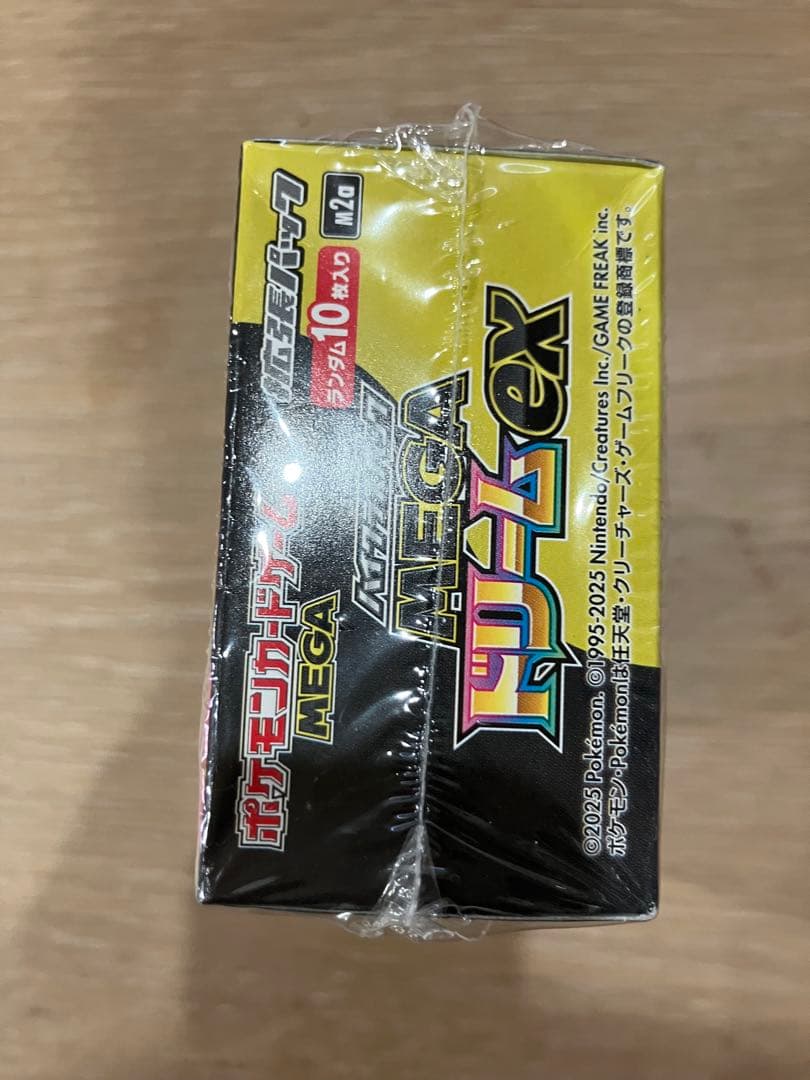 ポケモンカードゲーム
MEGA
拡張パック
ランダム10枚入り
M2a
ハイクラスパック
MEGA
ドリームex
©2025 Pokémon. ©1995-2025 Nintendo/Creatures Inc./GAME FREAK inc.
ポケモン・Pokémonは任天堂・クリーチャーズ・ゲームフリークの登録商標です。